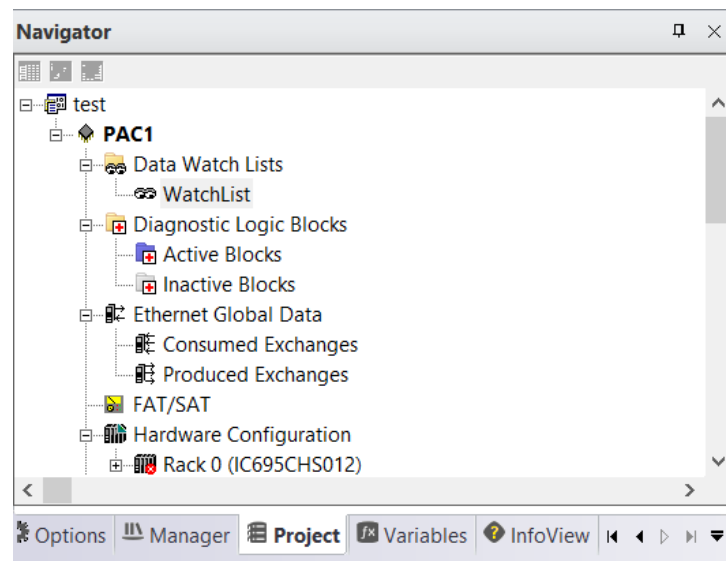 Navigator
test
PAC1
Data Watch Lists
WatchList
Diagnostic Logic Blocks
Active Blocks
Inactive Blocks
Ethernet Global Data
Consumed Exchanges
Produced Exchanges
FAT/SAT
Hardware Configuration
Rack 0 (IC695CHS012)
Options Manager Project Variables InfoView